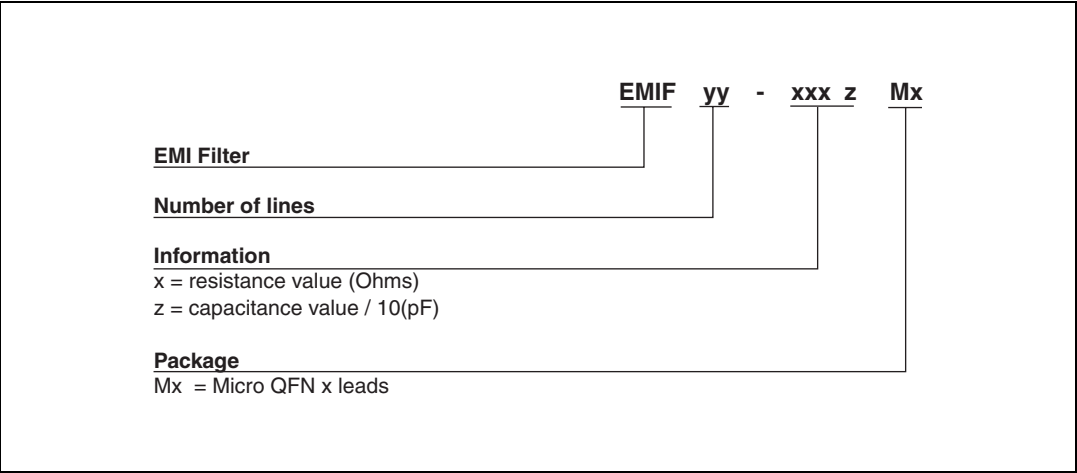 EMIF yy - xxx z Mx
EMI Filter
Number of lines
Information
x = resistance value (Ohms)
z = capacitance value / 10(pF)
Package
Mx = Micro QFN x leads